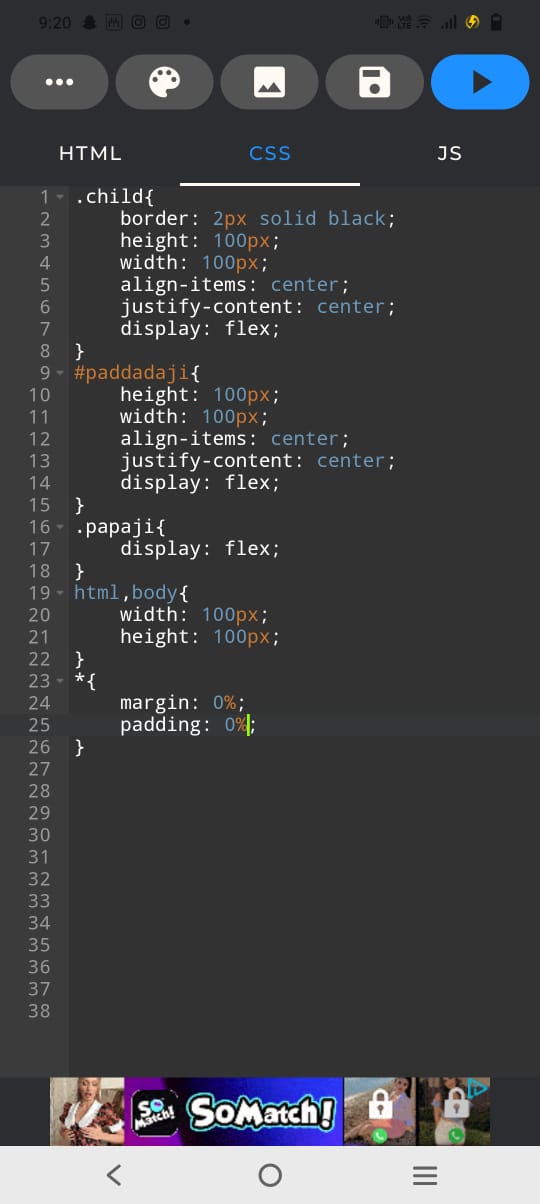 9:20
VoB
LTE
HTML CSS JS
1 .child{
2 border: 2px solid black;
3 height: 100px;
4 width: 100px;
5 align-items: center;
6 justify-content: center;
7 display: flex;
8 }
9 #paddadaji{
10 height: 100px;
11 width: 100px;
12 align-items: center;
13 justify-content: center;
14 display: flex;
15 }
16 .papaji{
17 display: flex;
18 }
19 html,body{
20 width: 100px;
21 height: 100px;
22 }
23 *{
24 margin: 0%;
25 padding: 0%;
26 }
27
28
29
30
31
32
33
34
35
36
37
38
So Match! SoMatch!